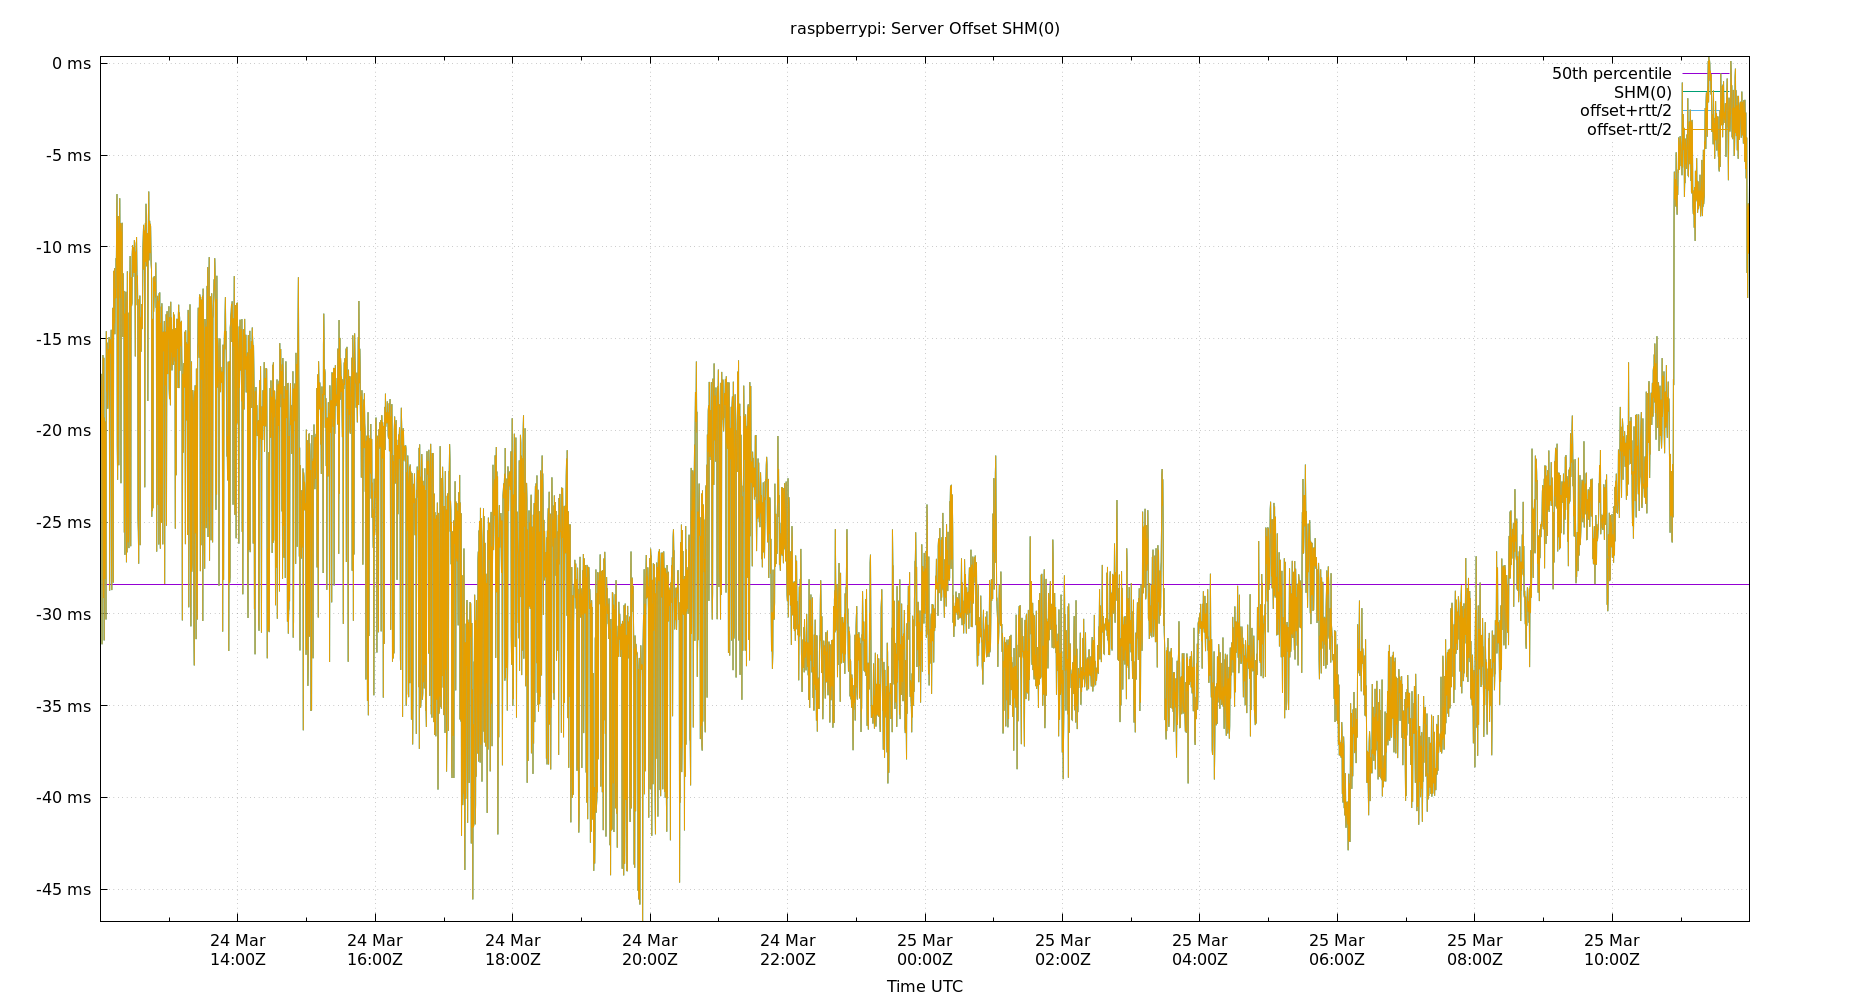 raspberrypi: Server Offset SHM(0)
0 ms
-5 ms
-10 ms
-15 ms
-20 ms
-25 ms
-30 ms
-35 ms
-40 ms
-45 ms
50th percentile
SHM(0)
offset+rtt/2
offset-rtt/2
24 Mar 24 Mar 24 Mar 24 Mar 24 Mar 25 Mar 25 Mar 25 Mar 25 Mar 25 Mar 25 Mar
14:00Z 16:00Z 18:00Z 20:00Z 22:00Z 00:00Z 02:00Z 04:00Z 06:00Z 08:00Z 10:00Z
Time UTC